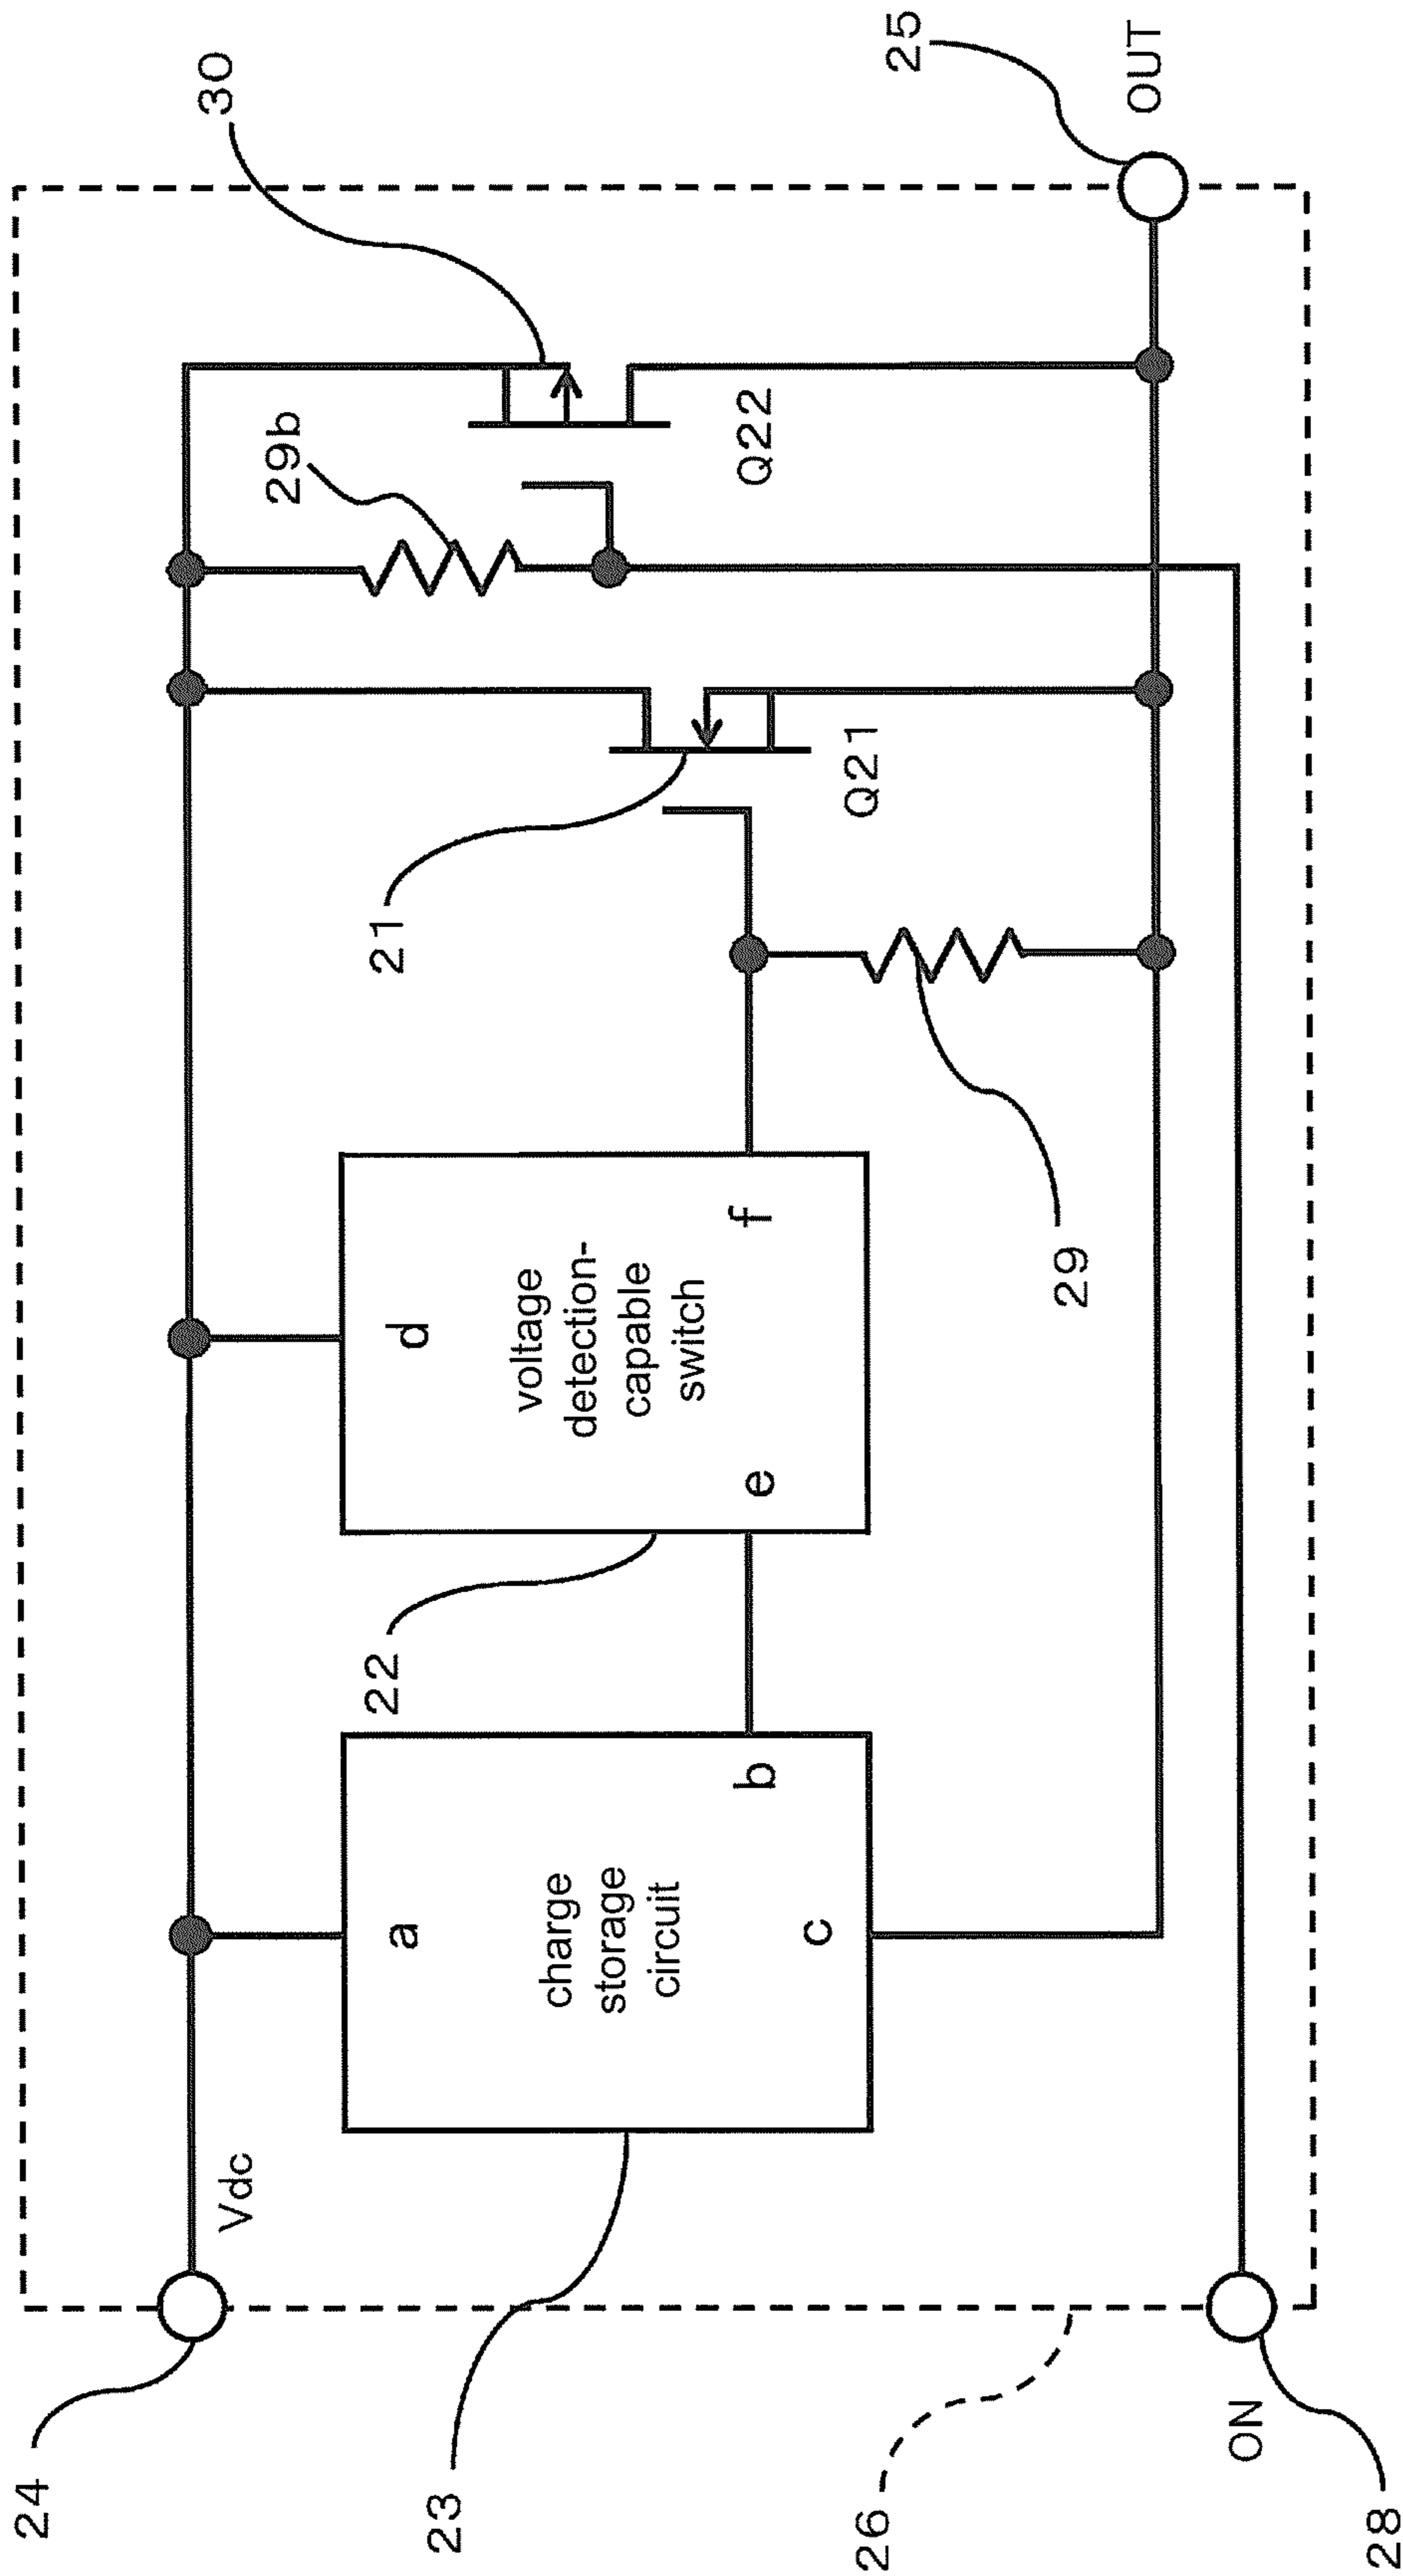 24
Vdc
23
a
charge
storage
circuit
b
c
22
d
voltage
detection-
capable
switch
e
f
21
Q21
29
29b
30
Q22
25
OUT
26
ON
28